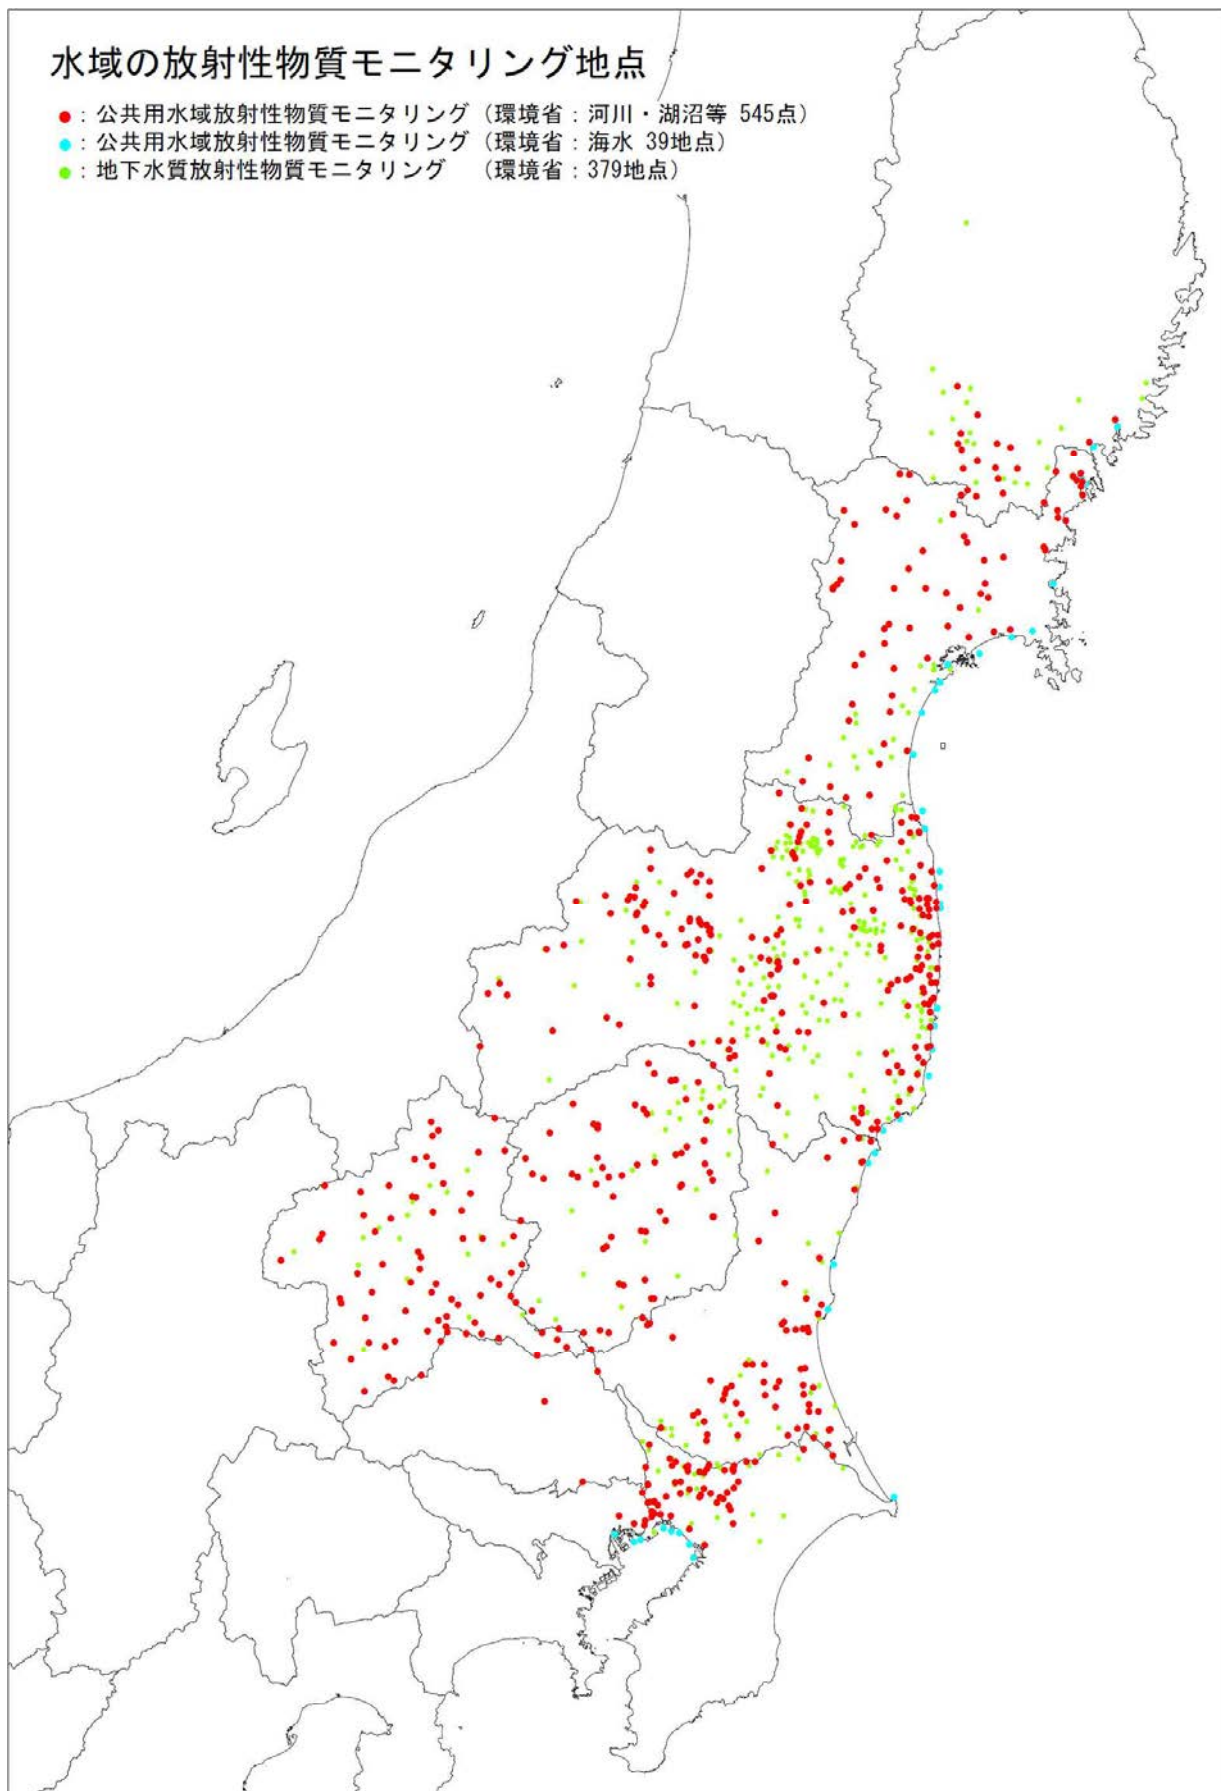 水域の放射性物質モニタリング地点
●：公共用水域放射性物質モニタリング（環境省：河川・湖沼等 545点）
●：公共用水域放射性物質モニタリング（環境省：海水 39地点）
●：地下水質放射性物質モニタリング （環境省：379地点）